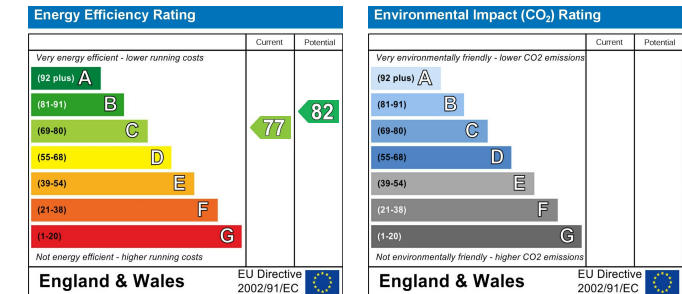 Energy Efficiency Rating
Current Potential
Very energy efficient - lower running costs
(92 plus) A
(81-91) B
(69-80) C
(55-68) D
(39-54) E
(21-38) F
(1-20) G
77
82
Not energy efficient - higher running costs
England & Wales
EU Directive
2002/91/EC
Environmental Impact (CO₂) Rating
Current Potential
Very environmentally friendly - lower CO2 emissions
(92 plus) A
(81-91) B
(69-80) C
(55-68) D
(39-54) E
(21-38) F
(1-20) G
Not environmentally friendly - higher CO2 emissions
England & Wales
EU Directive
2002/91/EC